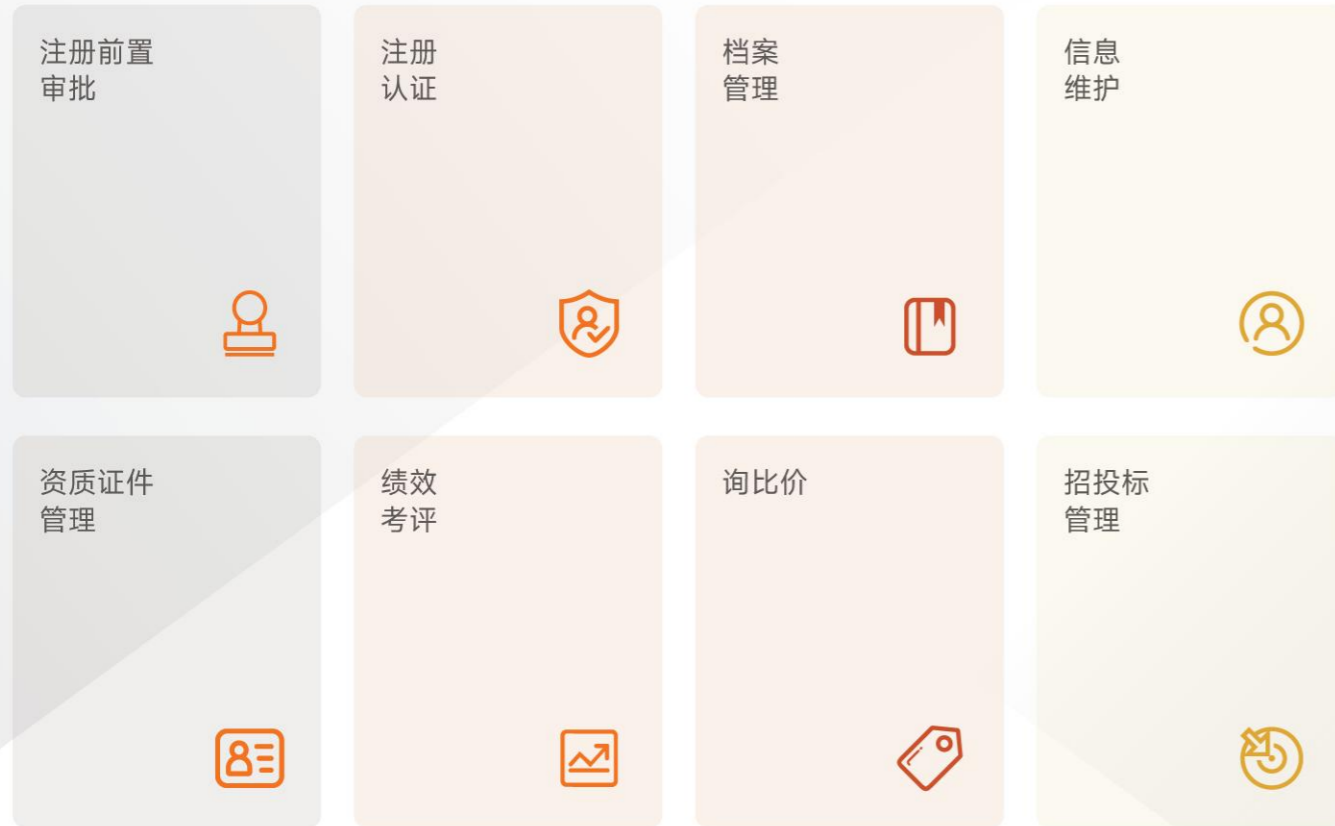 注册前置
审批
注册
认证
档案
管理
信息
维护
资质证件
管理
绩效
考评
询比价
招投标
管理